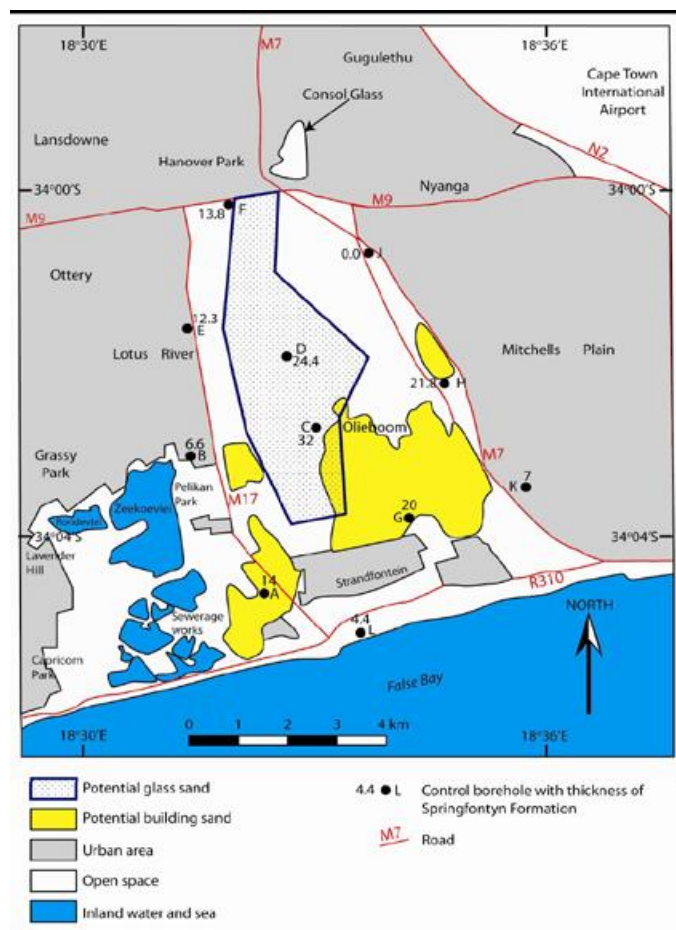 18°30′E
M7
18°36′E
Gugulethu
Cape Town
International
Airport
Consol Glass
Lansdowne
N2
Hanover Park
34°00′S
Nyanga
34°00′S
M9
M9
13.8 F
0.0 J
Ottery
12.3
E
Lotus River
D
24.4
Mitchells Plain
21.8 H
C
32
Olieboom
Grassy
Park
6.6
B
M7
Pelikan
Park
M17
K 7
Zeekoevlei
Rondevlei
20
G
34°04′S
34°04′S
Lavender
Hill
Strandfontein
14
A
R310
NORTH
Sewerage
works
4.4
L
Capricorn
Park
False Bay
0 1 2 3 4 km
18°30′E
18°36′E
Potential glass sand
4.4 L Control borehole with thickness of
Springfontyn Formation
Potential building sand
M7 Road
Urban area
Open space
Inland water and sea